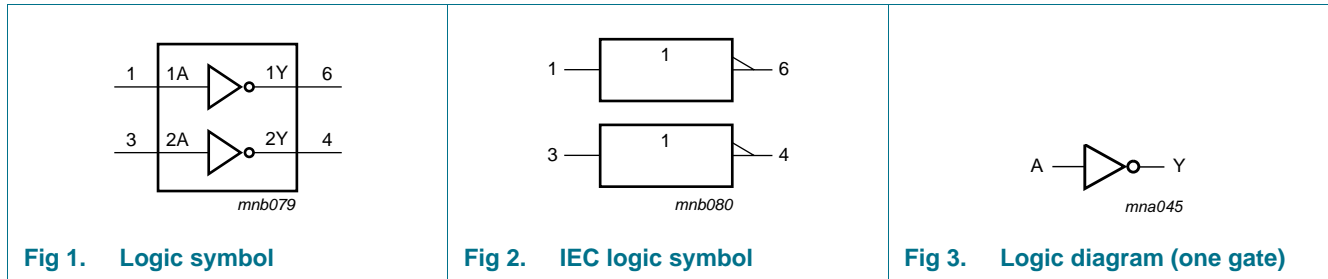 1 1A 1Y 6
3 2A 2Y 4
mnb079
Fig 1. Logic symbol
1 1 6
3 1 4
mnb080
Fig 2. IEC logic symbol
A Y
mna045
Fig 3. Logic diagram (one gate)